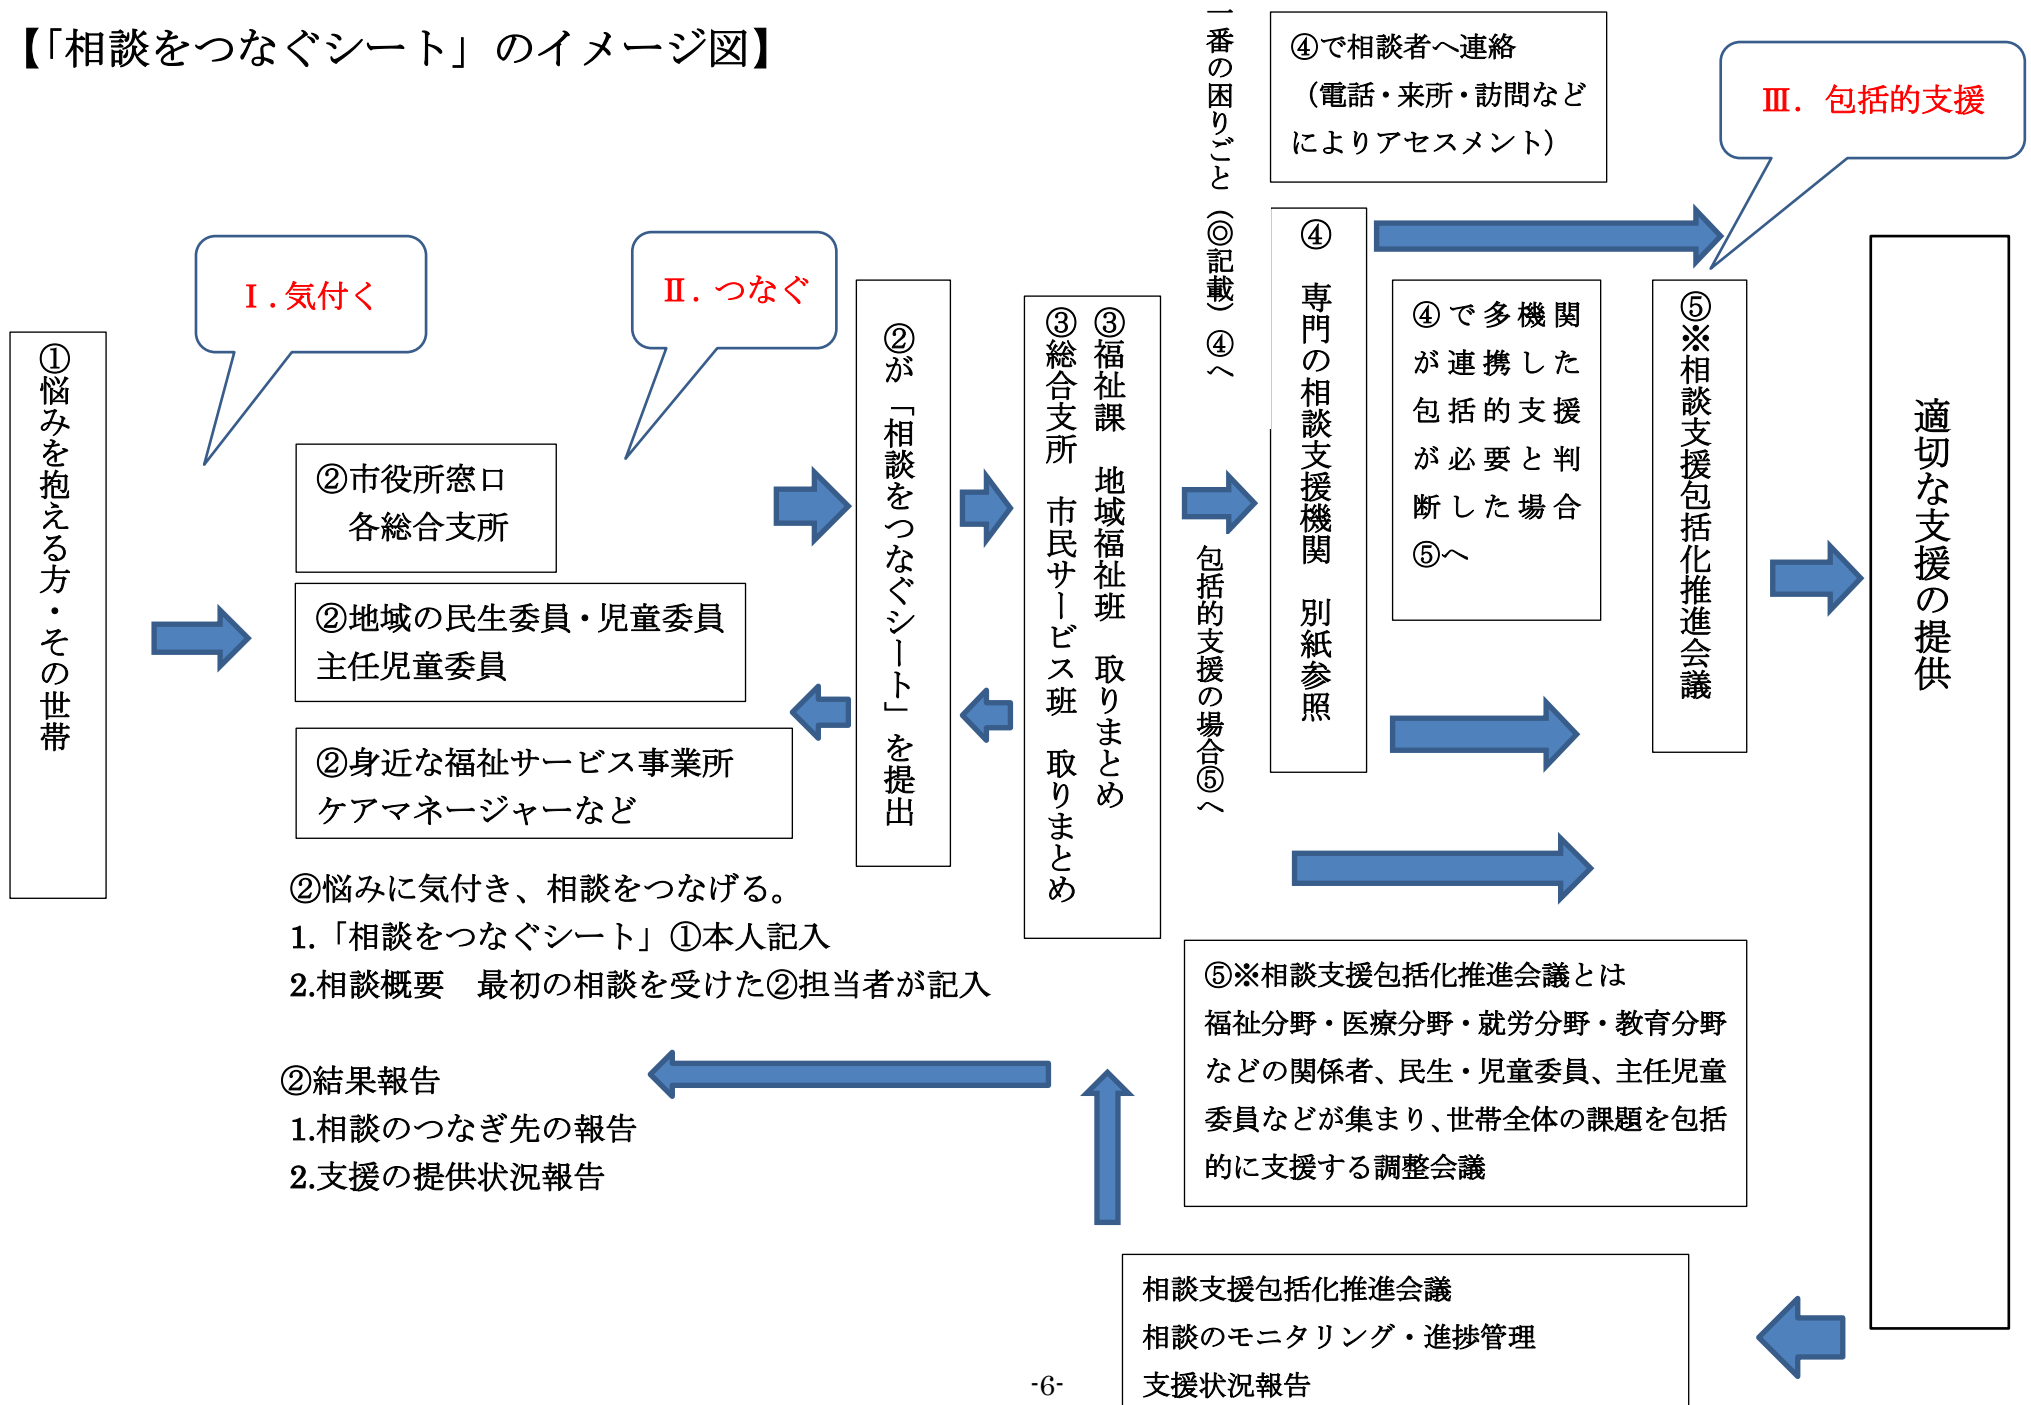 【「相談をつなぐシート」のイメージ図】
Ⅰ．気付く
Ⅱ．つなぐ
Ⅲ．包括的支援
①悩みを抱える方・その世帯
②市役所窓口
各総合支所
②地域の民生委員・児童委員
主任児童委員
②身近な福祉サービス事業所
ケアマネージャーなど
②悩みに気付き、相談をつなげる。
1.「相談をつなぐシート」①本人記入
2.相談概要　最初の相談を受けた②担当者が記入
②が「相談をつなぐシート」を提出
③福祉課　地域福祉班　取りまとめ
③総合支所　市民サービス班　取りまとめ
一番の困りごと（◎記載）④へ
包括的支援の場合⑤へ
④で相談者へ連絡
（電話・来所・訪問など
によりアセスメント）
④　専門の相談支援機関　別紙参照
④で多機関
が連携した
包括的支援
が必要と判
断した場合
⑤へ
⑤※相談支援包括化推進会議
適切な支援の提供
⑤※相談支援包括化推進会議とは
福祉分野・医療分野・就労分野・教育分野
などの関係者、民生・児童委員、主任児童
委員などが集まり、世帯全体の課題を包括
的に支援する調整会議
②結果報告
1.相談のつなぎ先の報告
2.支援の提供状況報告
相談支援包括化推進会議
相談のモニタリング・進捗管理
支援状況報告
-6-